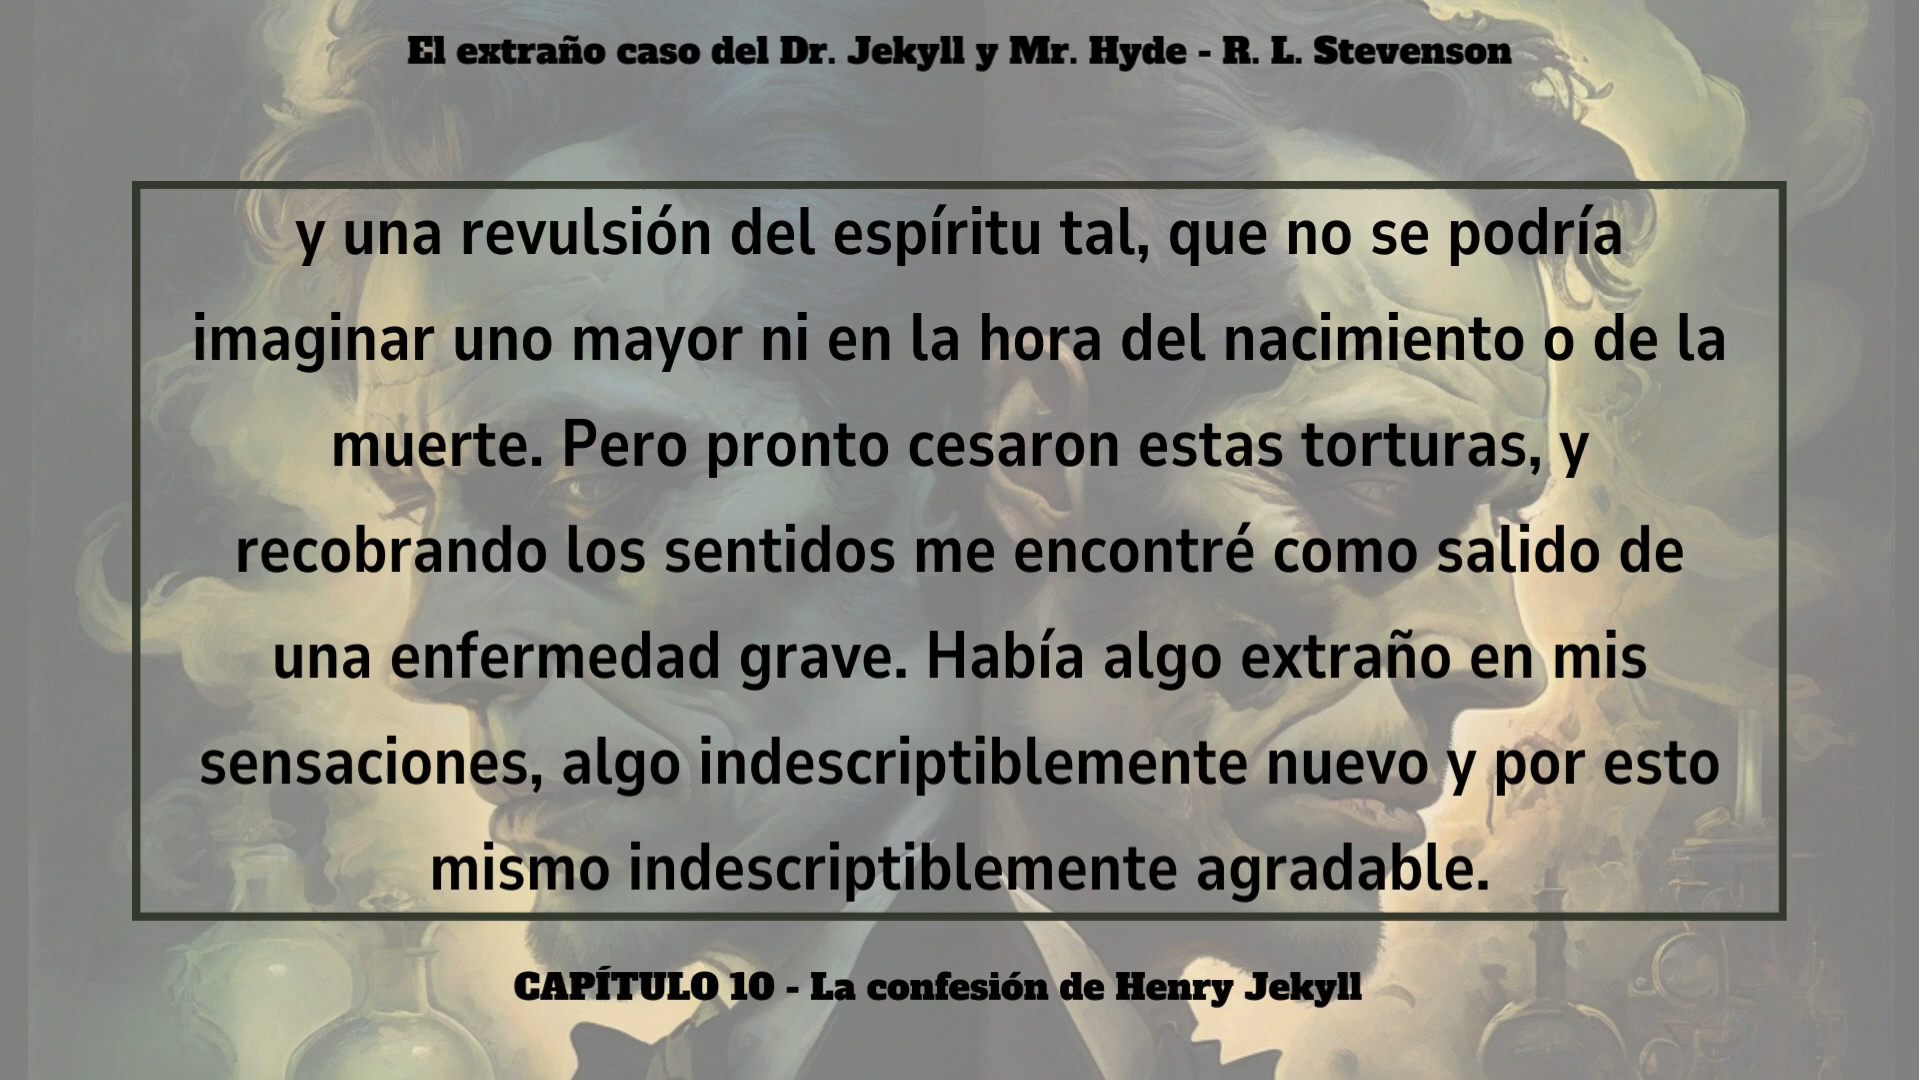 El extraño caso del Dr. Jekyll y Mr. Hyde - R. L. Stevenson
y una revulsión del espíritu tal, que no se podría
imaginar uno mayor ni en la hora del nacimiento o de la
muerte. Pero pronto cesaron estas torturas, y
recobrando los sentidos me encontré como salido de
una enfermedad grave. Había algo extraño en mis
sensaciones, algo indescriptiblemente nuevo y por esto
mismo indescriptiblemente agradable.
CAPÍTULO 10 - La confesión de Henry Jekyll